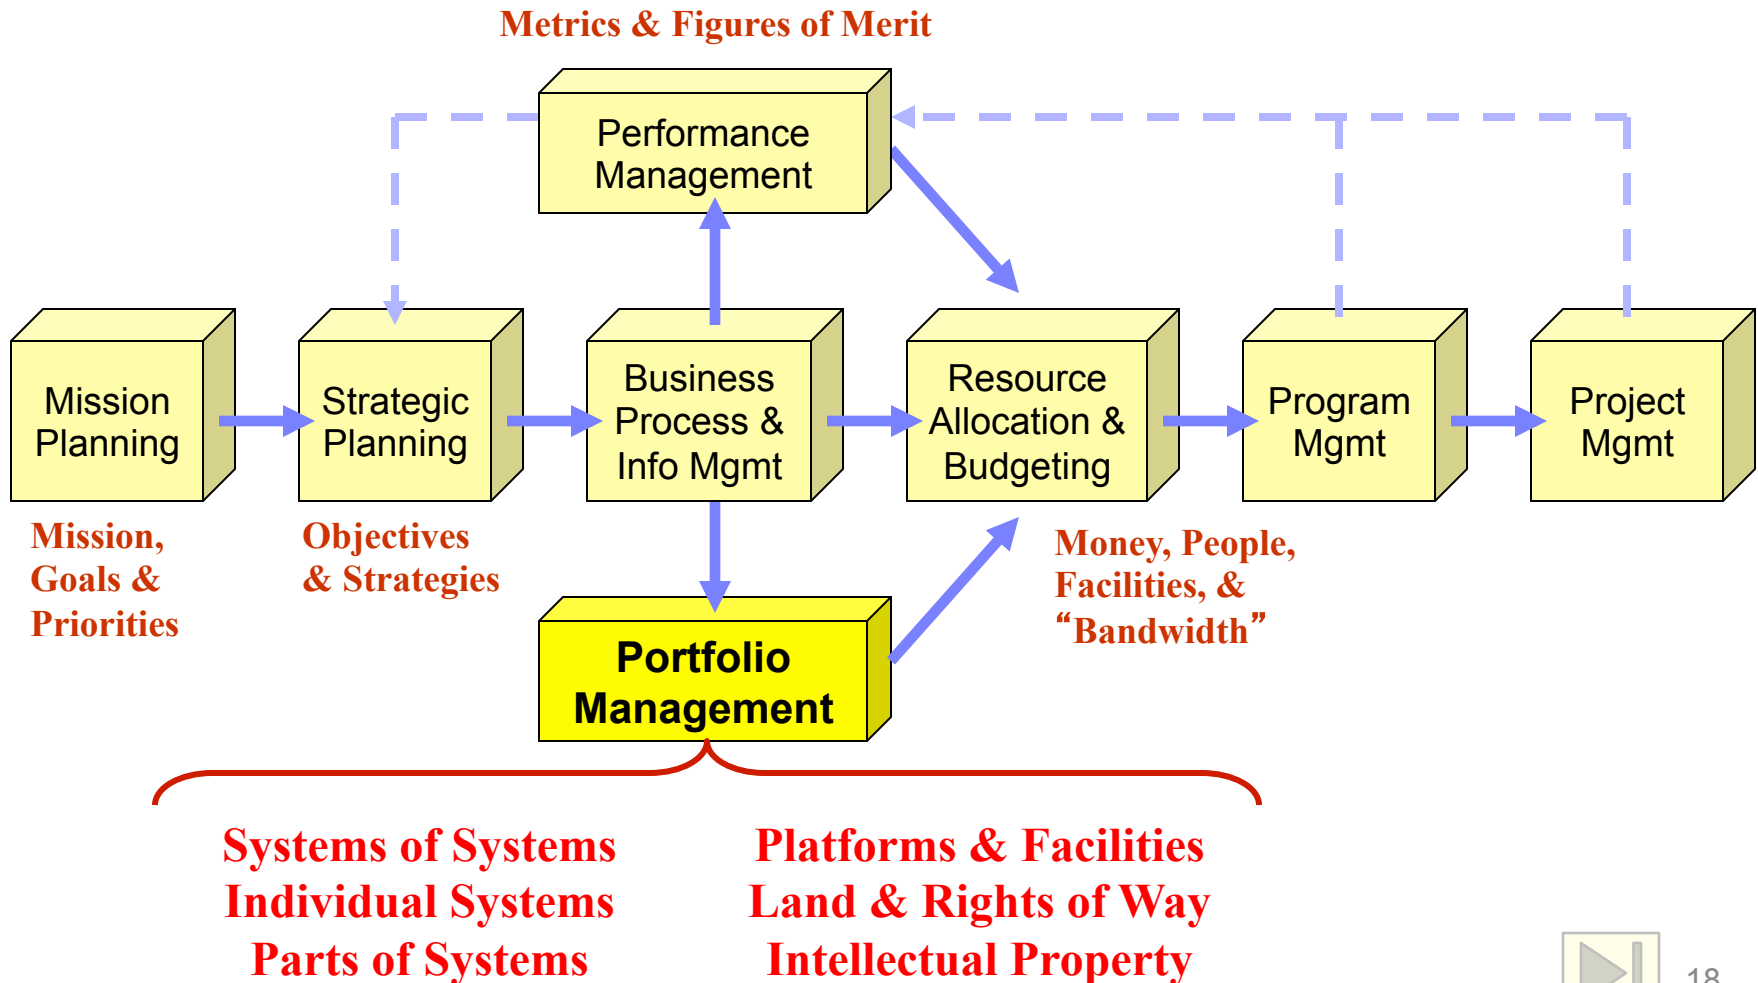 Metrics & Figures of Merit
Performance
Management
Mission
Planning
Strategic
Planning
Business
Process &
Info Mgmt
Resource
Allocation &
Budgeting
Program
Mgmt
Project
Mgmt
Mission,
Goals &
Priorities
Objectives
& Strategies
Money, People,
Facilities, &
“Bandwidth”
Portfolio
Management
Systems of Systems
Individual Systems
Parts of Systems
Platforms & Facilities
Land & Rights of Way
Intellectual Property
18